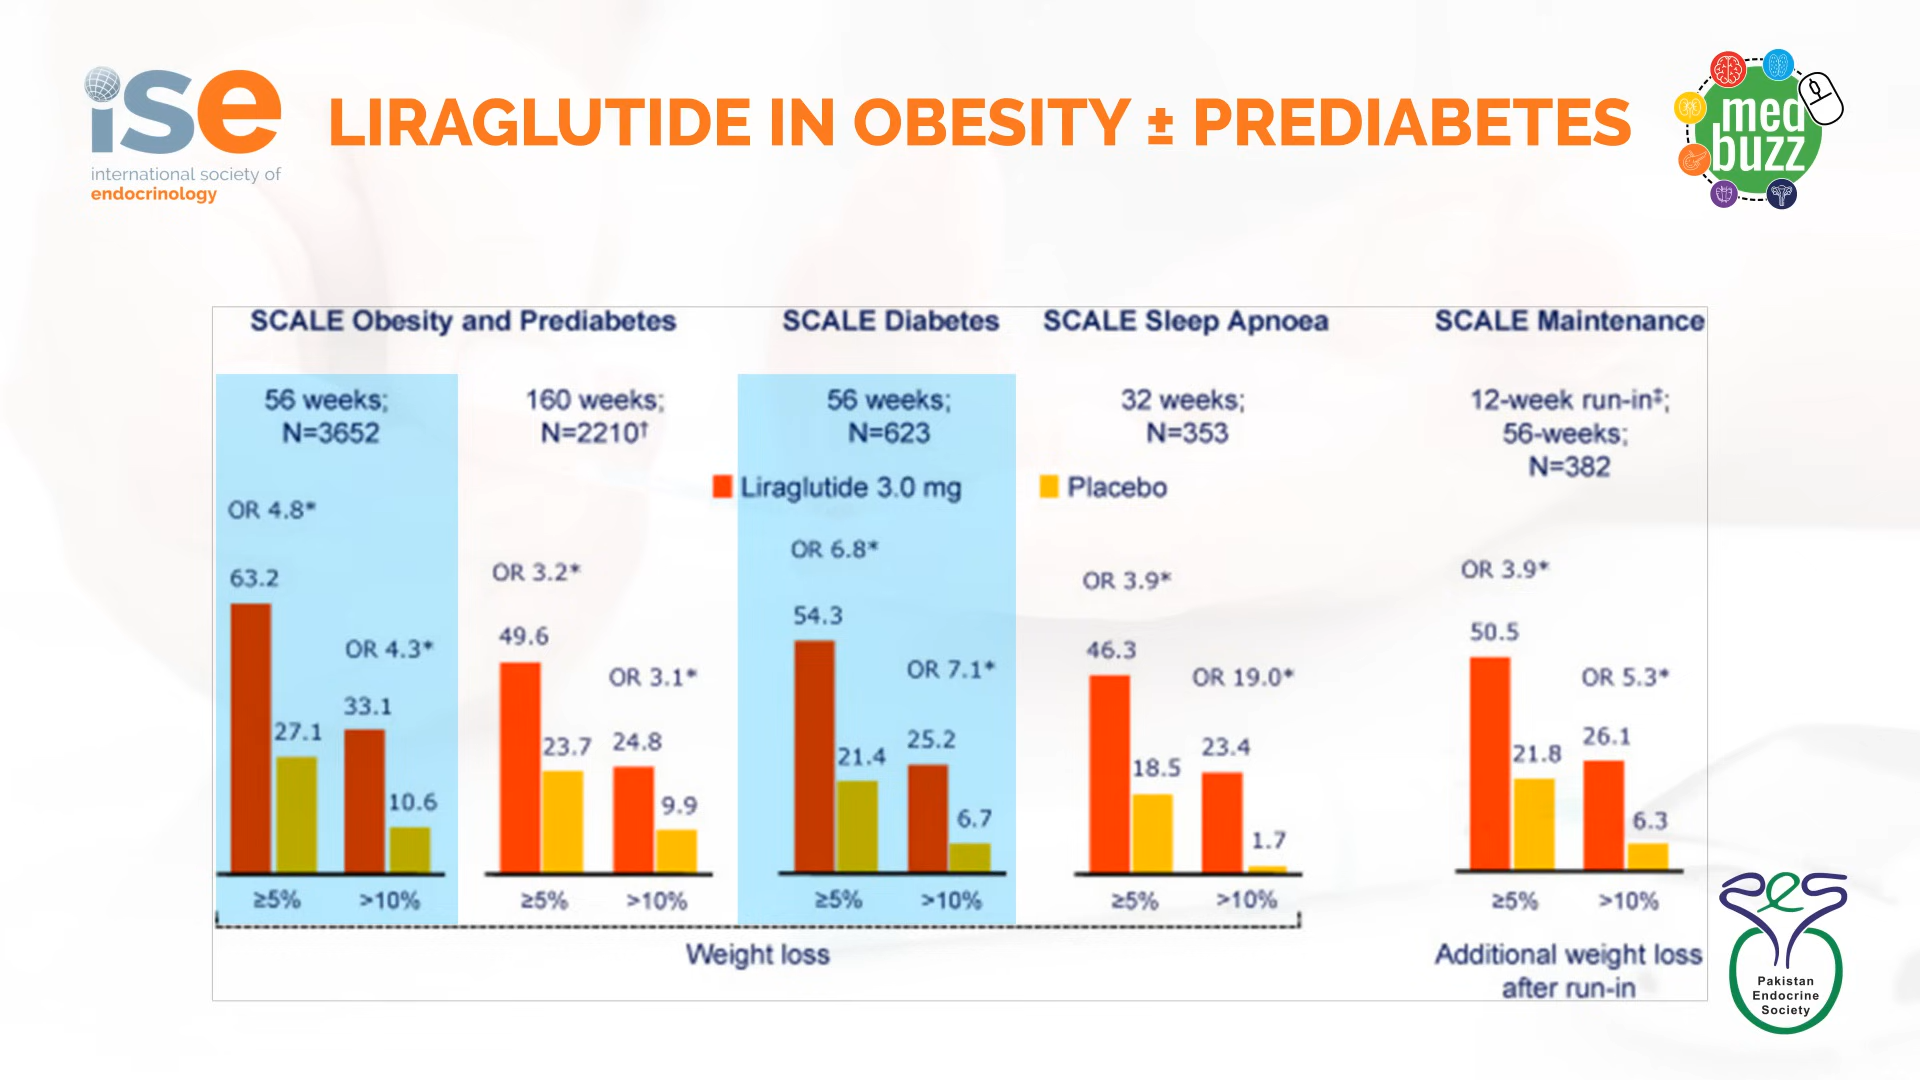 ise
international society of
endocrinology
LIRAGLUTIDE IN OBESITY ± PREDIABETES
med
buzz
SCALE Obesity and Prediabetes
SCALE Diabetes
SCALE Sleep Apnoea
SCALE Maintenance
56 weeks;
N=3652
160 weeks;
N=2210†
56 weeks;
N=623
32 weeks;
N=353
12-week run-in‡;
56-weeks;
N=382
Liraglutide 3.0 mg
Placebo
OR 4.8*
63.2
27.1
OR 4.3*
33.1
10.6
OR 3.2*
49.6
23.7
OR 3.1*
24.8
9.9
OR 6.8*
54.3
21.4
OR 7.1*
25.2
6.7
OR 3.9*
46.3
18.5
OR 19.0*
23.4
1.7
OR 3.9*
50.5
21.8
OR 5.3*
26.1
6.3
≥5% >10%
≥5% >10%
≥5% >10%
≥5% >10%
≥5% >10%
Weight loss
Additional weight loss
after run-in
PES
Pakistan
Endocrine
Society